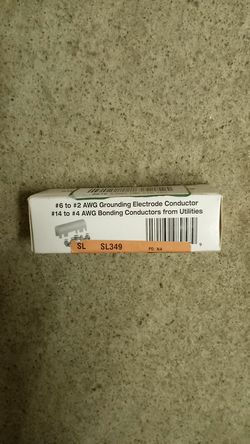 #6 to #2 AWG Grounding Electrode Conductor
#14 to #4 AWG Bonding Conductors from Utilities
SL SL349